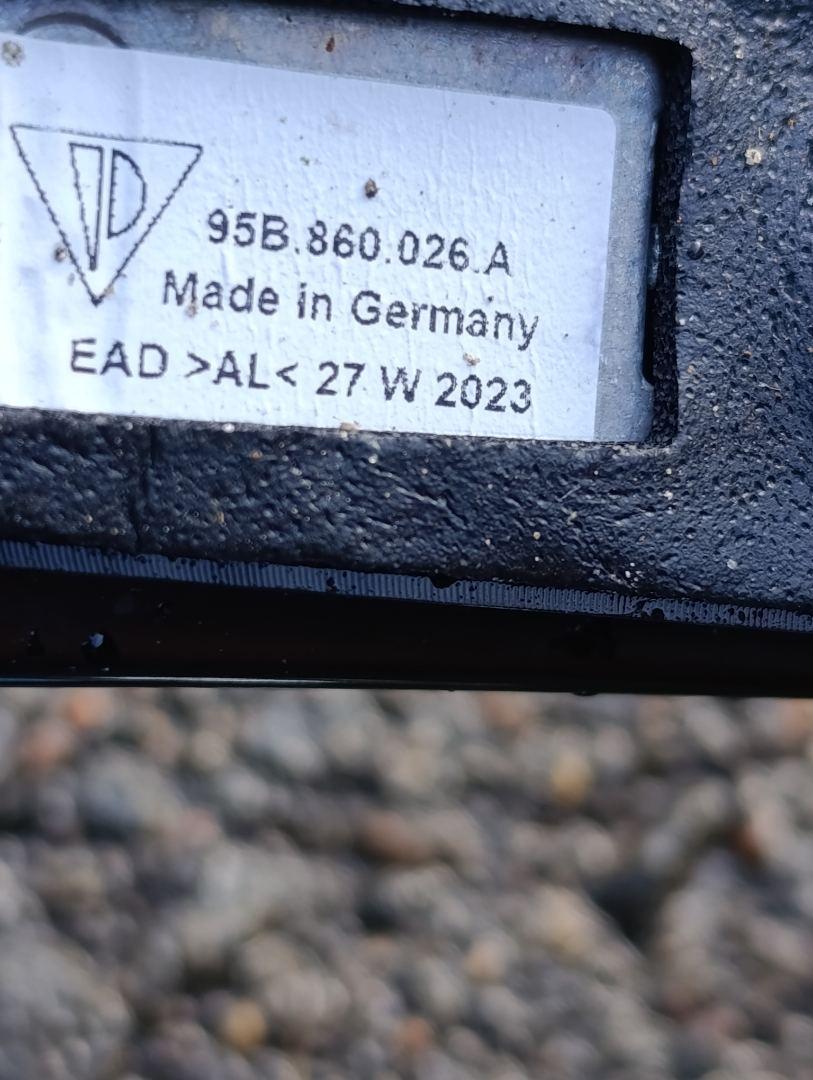 95B.860.026.A
Made in Germany
EAD >AL< 27 W 2023